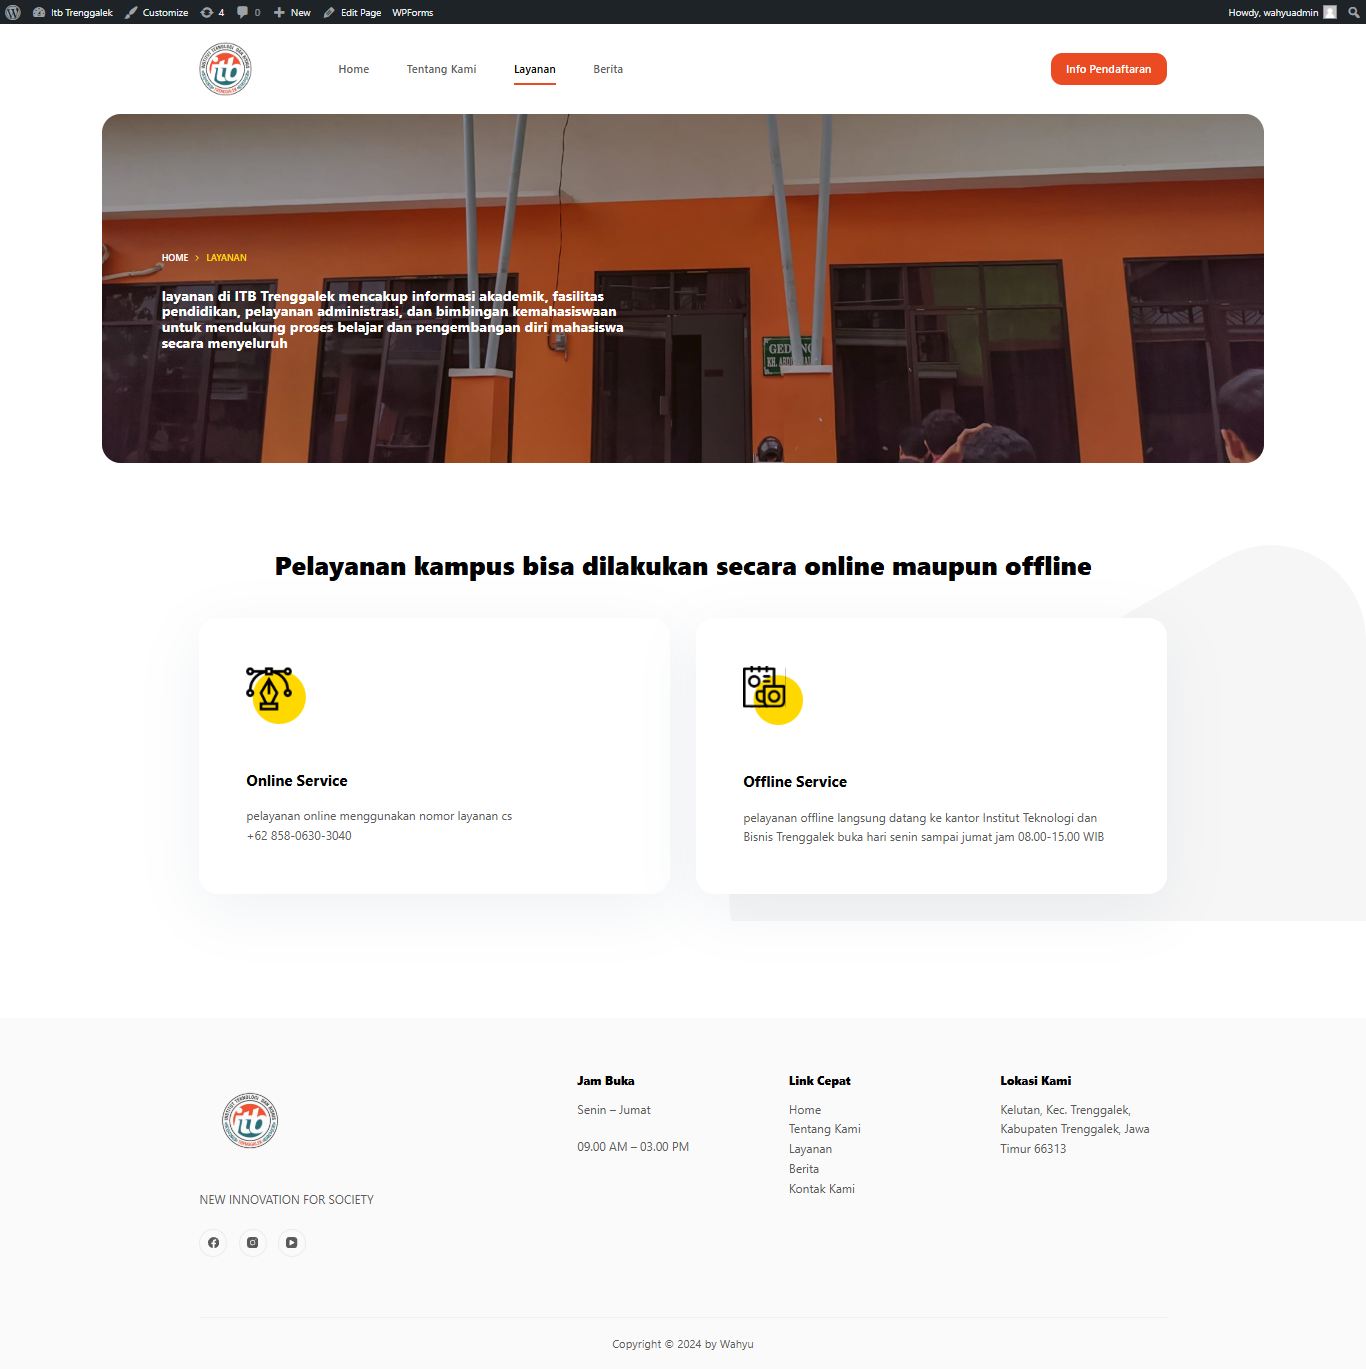 Itb Trenggalek Customize 4 0 New Edit Page WPForms Howdy, wahyuadmin
itb
Home Tentang Kami Layanan Berita Info Pendaftaran
HOME > LAYANAN
layanan di ITB Trenggalek mencakup informasi akademik, fasilitas
pendidikan, pelayanan administrasi, dan bimbingan kemahasiswaan
untuk mendukung proses belajar dan pengembangan diri mahasiswa
secara menyeluruh
Pelayanan kampus bisa dilakukan secara online maupun offline
Online Service
pelayanan online menggunakan nomor layanan cs
+62 858-0630-3040
Offline Service
pelayanan offline langsung datang ke kantor Institut Teknologi dan
Bisnis Trenggalek buka hari senin sampai jumat jam 08.00-15.00 WIB
itb
NEW INNOVATION FOR SOCIETY
Jam Buka
Senin – Jumat
09.00 AM – 03.00 PM
Link Cepat
Home
Tentang Kami
Layanan
Berita
Kontak Kami
Lokasi Kami
Kelutan, Kec. Trenggalek,
Kabupaten Trenggalek, Jawa
Timur 66313
Copyright © 2024 by Wahyu